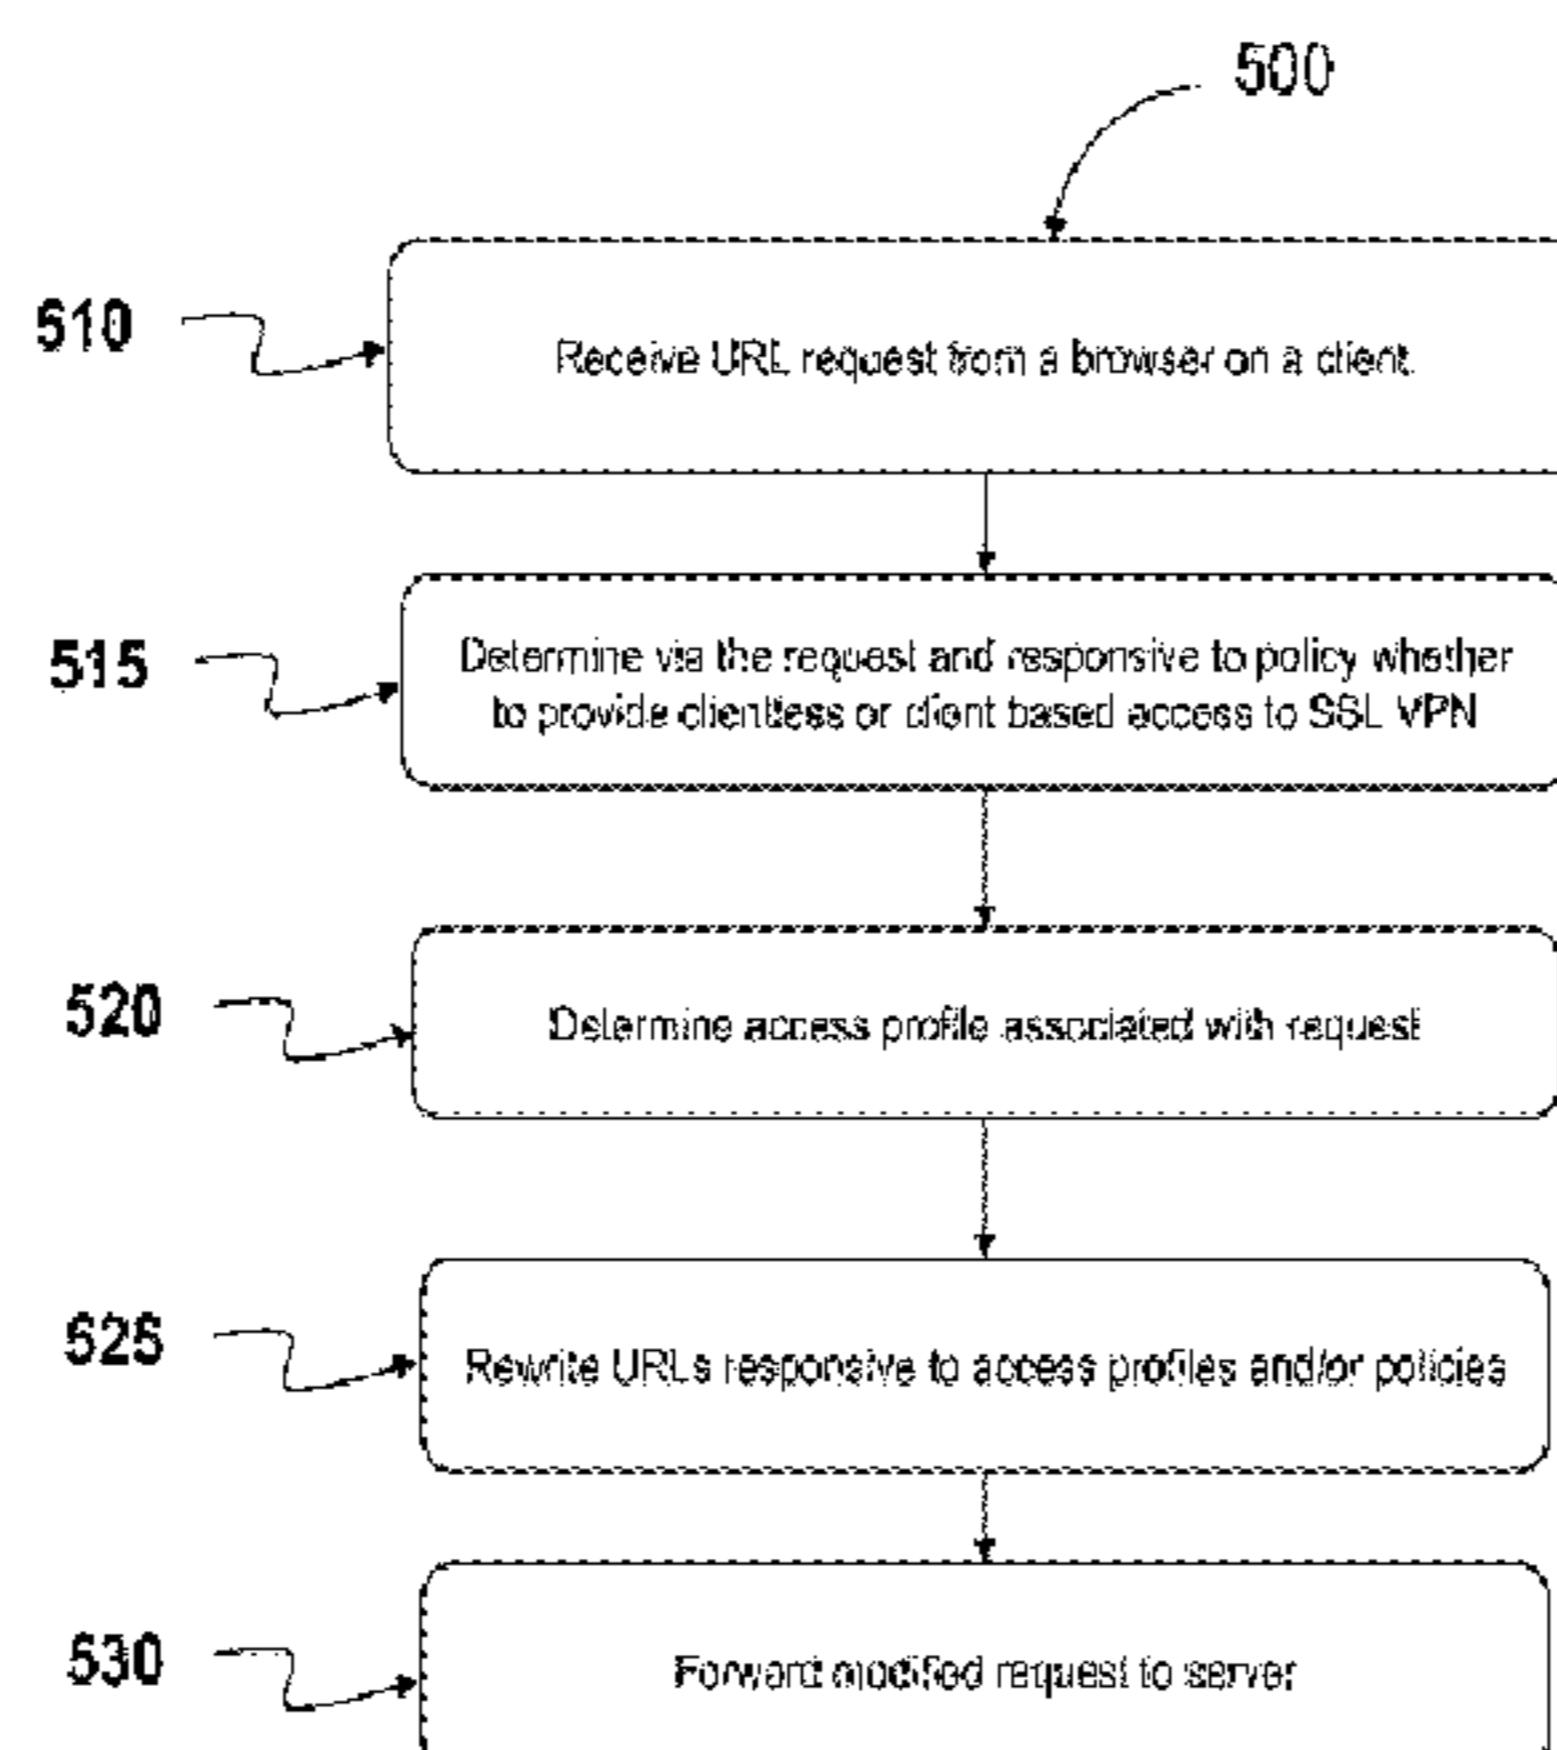 500
510
Receive URL request from a browser on a client.
515
Determine via the request and responsive to policy whether
to provide clientless or client based access to SSL VPN
520
Determine access profile associated with request
525
Rewrite URLs responsive to access profiles and/or policies
530
Forward modified request to server